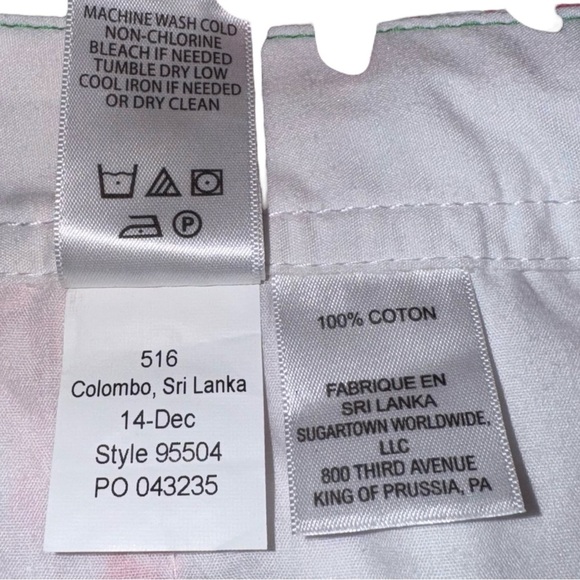 MACHINE WASH COLD
NON-CHLORINE
BLEACH IF NEEDED
TUMBLE DRY LOW
COOL IRON IF NEEDED
OR DRY CLEAN
P
516
Colombo, Sri Lanka
14-Dec
Style 95504
PO 043235
100% COTON
FABRIQUE EN
SRI LANKA
SUGARTOWN WORLDWIDE,
LLC
800 THIRD AVENUE
KING OF PRUSSIA, PA